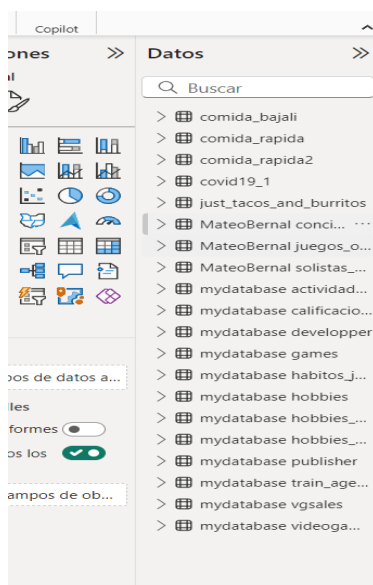 Copilot
ones
Datos
al
Buscar
comida_bajali
comida_rapida
comida_rapida2
covid19_1
just_tacos_and_burritos
MateoBernal conci... ...
MateoBernal juegos_o...
MateoBernal solistas_...
mydatabase actividad...
mydatabase calificacio...
mydatabase developper
mydatabase games
mydatabase habitos_j...
mydatabase hobbies
mydatabase hobbies_...
mydatabase hobbies_...
mydatabase publisher
mydatabase train_age...
mydatabase vgsales
mydatabase videoga...
pos de datos a...
lles
formes
os los
ampos de ob...